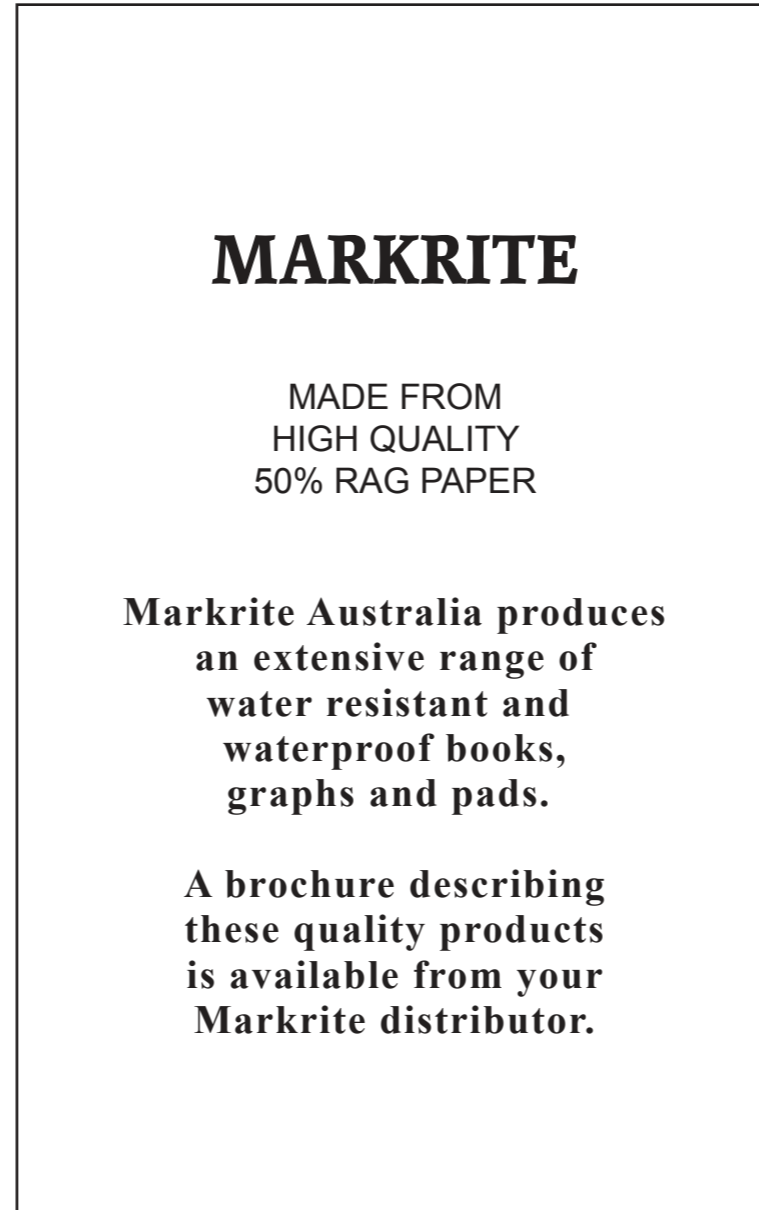 MARKRITE
MADE FROM
HIGH QUALITY
50% RAG PAPER
Markrite Australia produces
an extensive range of
water resistant and
waterproof books,
graphs and pads.
A brochure describing
these quality products
is available from your
Markrite distributor.